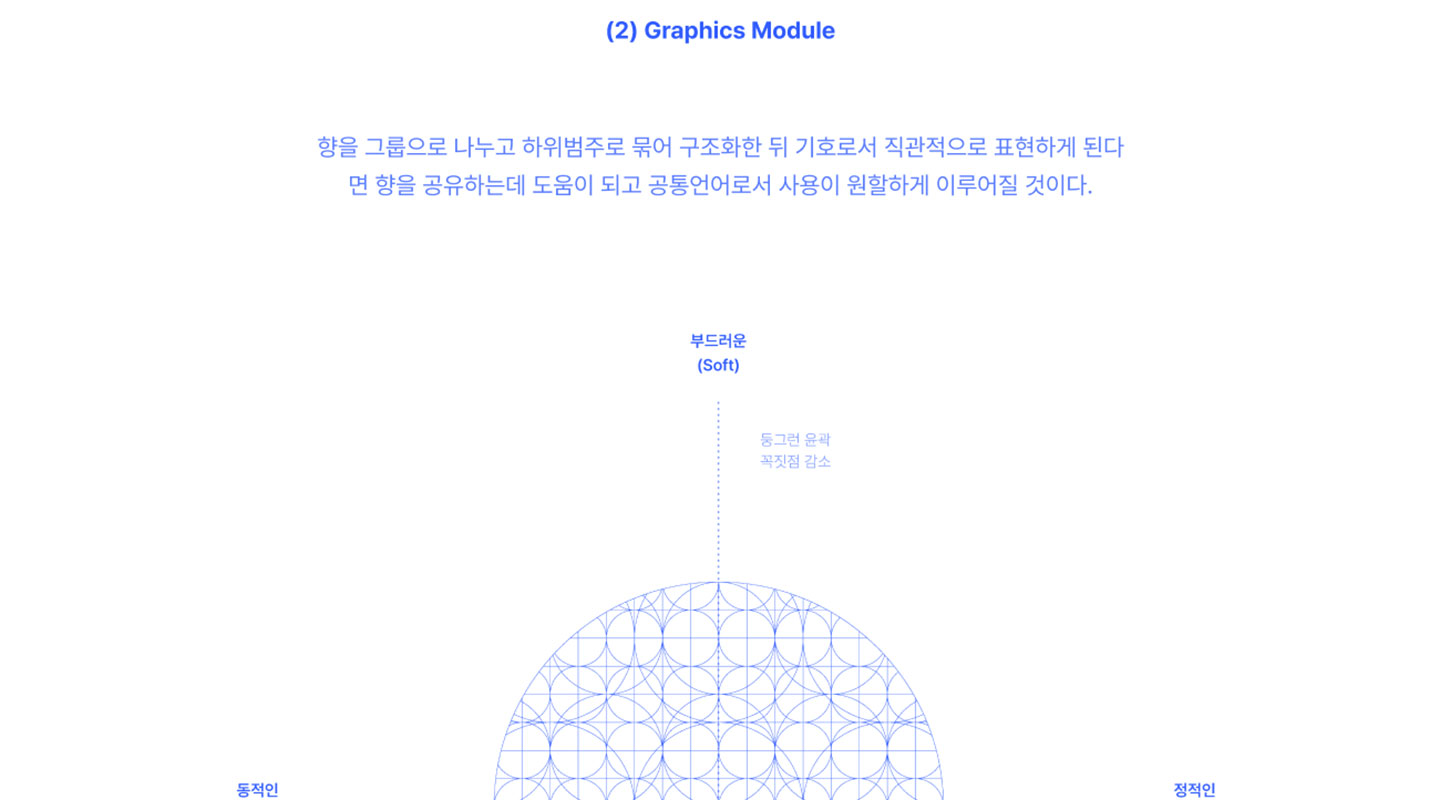 (2) Graphics Module
향을 그룹으로 나누고 하위범주로 묶어 구조화한 뒤 기호로서 직관적으로 표현하게 된다
면 향을 공유하는데 도움이 되고 공통언어로서 사용이 원할하게 이루어질 것이다.
부드러운
(Soft)
둥그런 윤곽
꼭짓점 감소
동적인
정적인